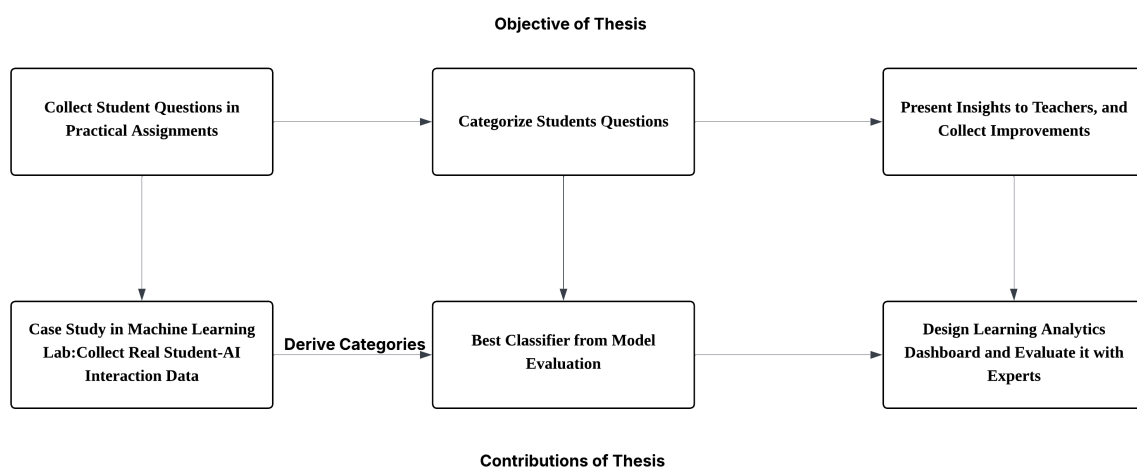 Objective of Thesis
Collect Student Questions in
Practical Assignments
Categorize Students Questions
Present Insights to Teachers, and
Collect Improvements
Case Study in Machine Learning
Lab:Collect Real Student-AI
Interaction Data
Derive Categories
Best Classifier from Model
Evaluation
Design Learning Analytics
Dashboard and Evaluate it with
Experts
Contributions of Thesis